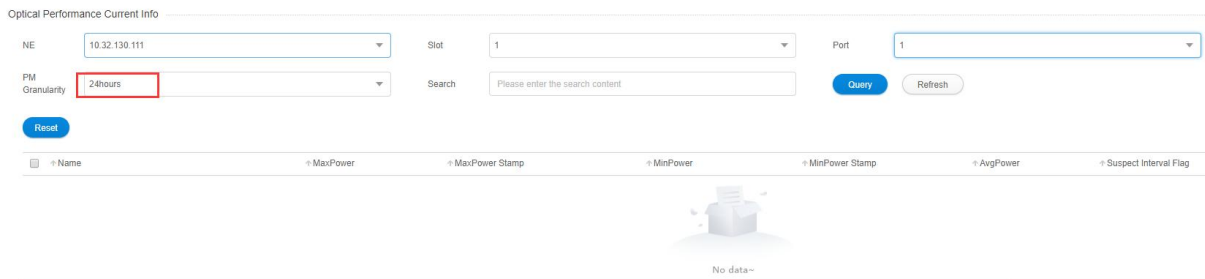 Optical Performance Current Info
NE 10.32.130.111 Slot 1 Port 1
PM Granularity 24hours Search Please enter the search content Query Refresh
Reset
Name MaxPower MaxPower Stamp MinPower MinPower Stamp AvgPower Suspect Interval Flag
No data~